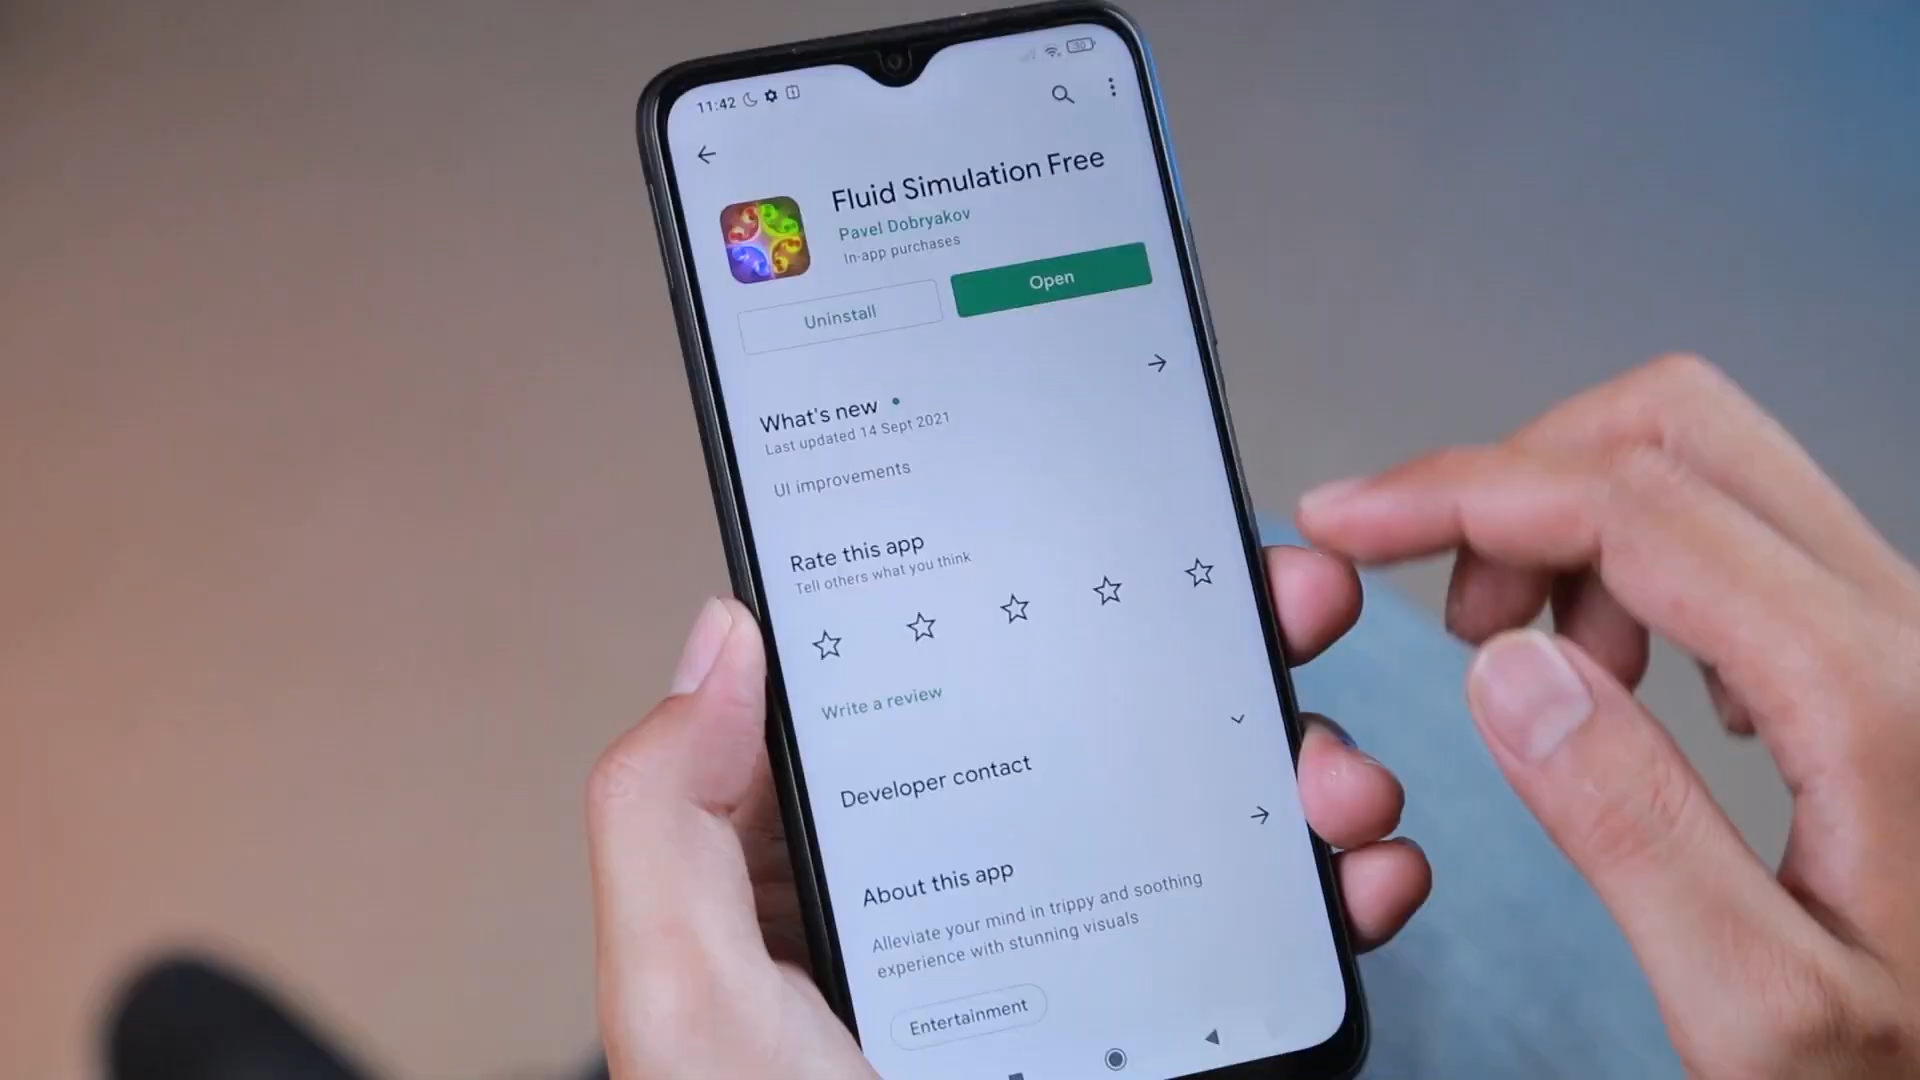 11:42
30
Fluid Simulation Free
Pavel Dobryakov
In-app purchases
Uninstall
Open
What's new
Last updated 14 Sept 2021
UI improvements
Rate this app
Tell others what you think
Write a review
Developer contact
About this app
Alleviate your mind in trippy and soothing
experience with stunning visuals
Entertainment